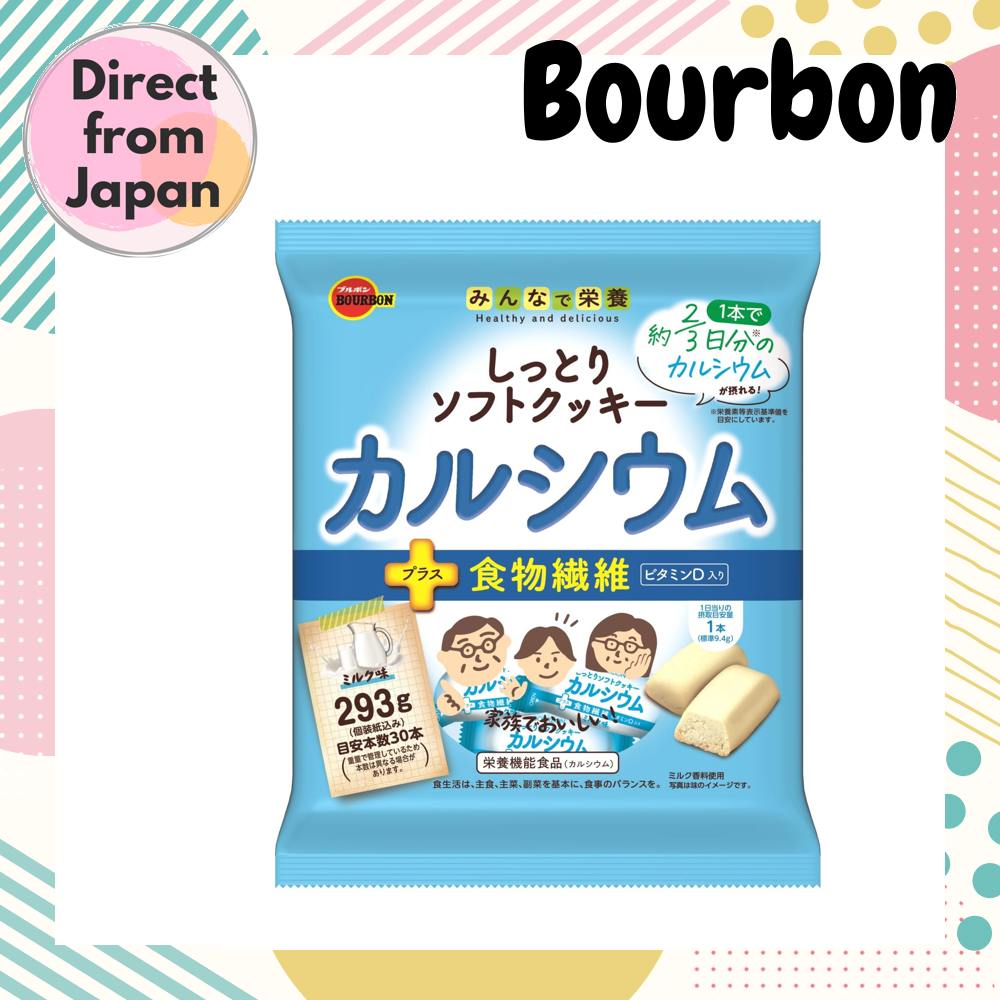 Direct
from
Japan
Bourbon
ブルボン
BOURBON
みんなで栄養
Healthy and delicious
1本で
約2/3日分※の
カルシウム
が摂れる!
※栄養素等表示基準値を
目安にしています。
しっとり
ソフトクッキー
カルシウム
プラス
食物繊維
ビタミンD入り
1日当りの
摂取目安量
1本
(標準9.4g)
ミルク味
293g
(個装紙込み)
目安本数30本
(重量で管理しているため
本数は異なる場合が
あります。)
しっとりソフトクッキー
カルシウム
カルシウム
食物繊維
家族でおいしい!
カルシウム
栄養機能食品(カルシウム)
食生活は、主食、主菜、副菜を基本に、食事のバランスを。
ミルク香料使用
写真は味のイメージです。